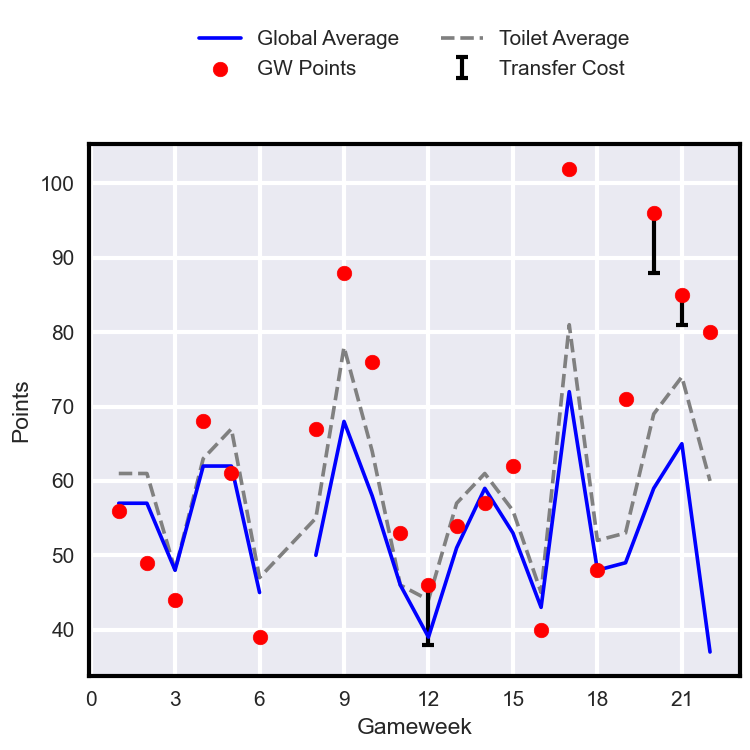 Global Average
Toilet Average
GW Points
Transfer Cost
100
90
80
70
60
50
40
Points
0 3 6 9 12 15 18 21
Gameweek